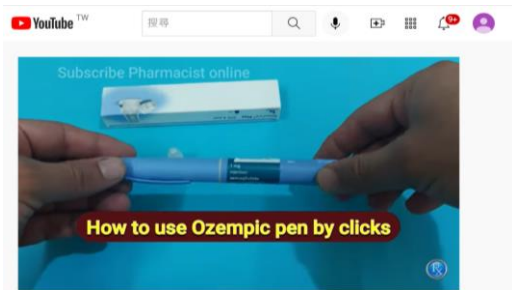 YouTube TW
搜尋
9+
Subscribe Pharmacist online
How to use Ozempic pen by clicks